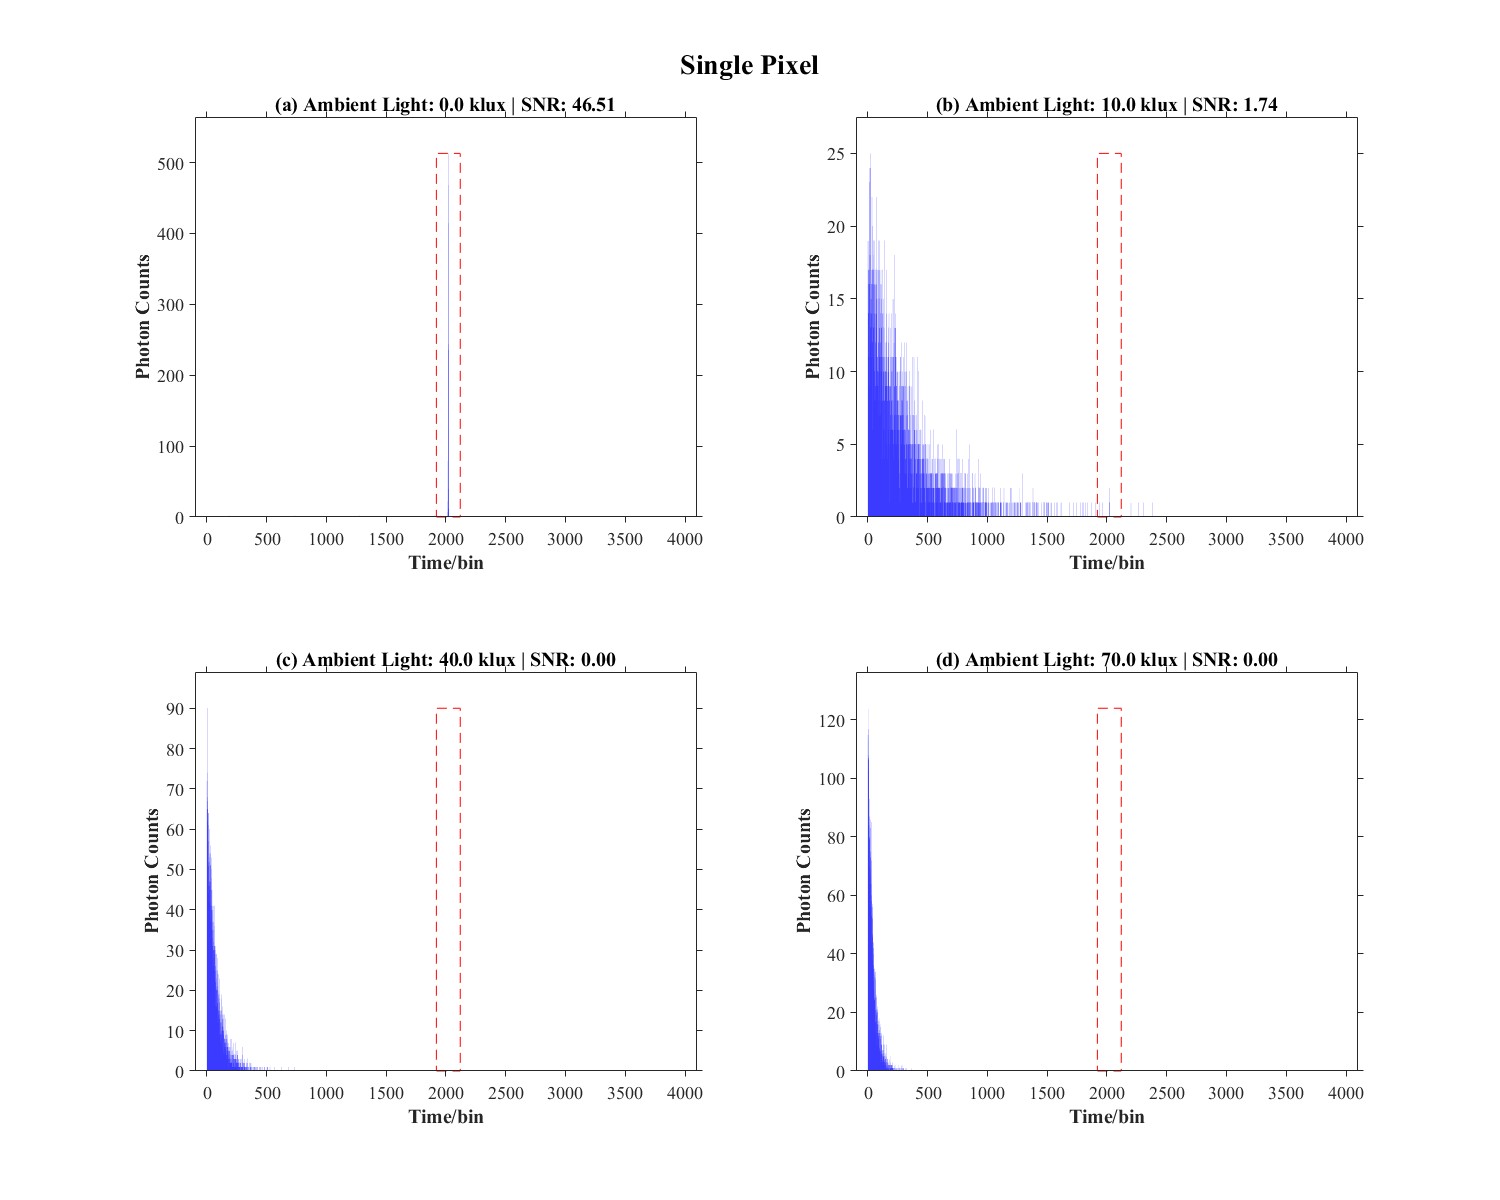 Single Pixel
(a) Ambient Light: 0.0 klux | SNR: 46.51
Photon Counts
500
400
300
200
100
0
0 500 1000 1500 2000 2500 3000 3500 4000
Time/bin
(b) Ambient Light: 10.0 klux | SNR: 1.74
Photon Counts
25
20
15
10
5
0
0 500 1000 1500 2000 2500 3000 3500 4000
Time/bin
(c) Ambient Light: 40.0 klux | SNR: 0.00
Photon Counts
90
80
70
60
50
40
30
20
10
0
0 500 1000 1500 2000 2500 3000 3500 4000
Time/bin
(d) Ambient Light: 70.0 klux | SNR: 0.00
Photon Counts
120
100
80
60
40
20
0
0 500 1000 1500 2000 2500 3000 3500 4000
Time/bin